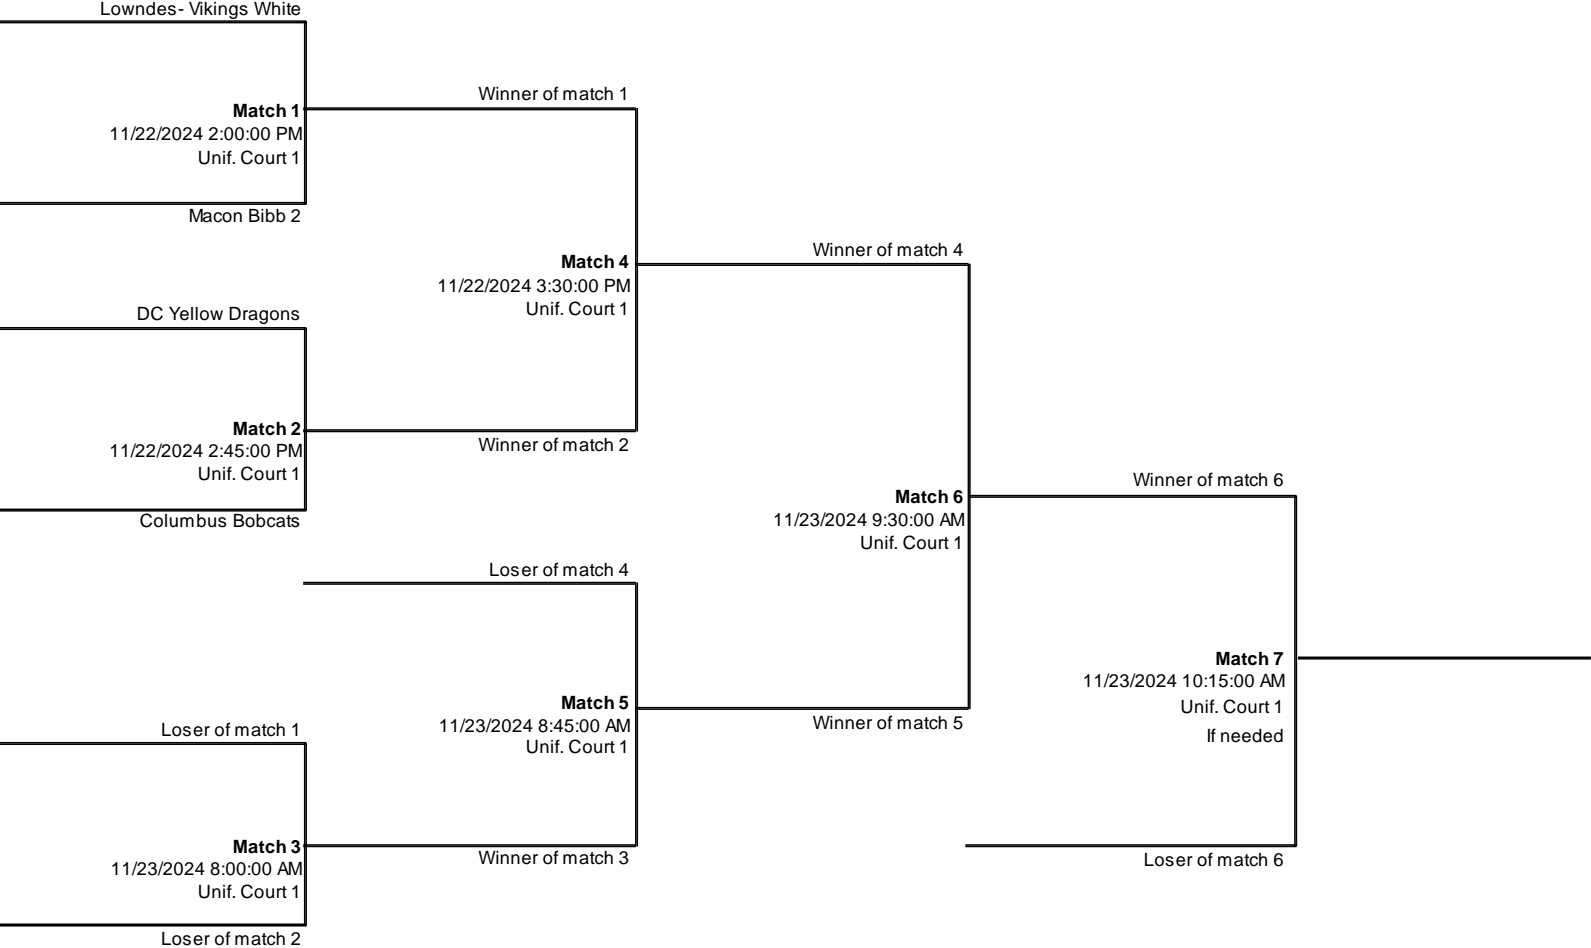 Lowndes- Vikings White
Match 1
11/22/2024 2:00:00 PM
Unif. Court 1
Macon Bibb 2
DC Yellow Dragons
Match 2
11/22/2024 2:45:00 PM
Unif. Court 1
Columbus Bobcats
Loser of match 1
Match 3
11/23/2024 8:00:00 AM
Unif. Court 1
Loser of match 2
Winner of match 1
Match 4
11/22/2024 3:30:00 PM
Unif. Court 1
Winner of match 2
Loser of match 4
Match 5
11/23/2024 8:45:00 AM
Unif. Court 1
Winner of match 3
Winner of match 4
Match 6
11/23/2024 9:30:00 AM
Unif. Court 1
Winner of match 5
Winner of match 6
Match 7
11/23/2024 10:15:00 AM
Unif. Court 1
If needed
Loser of match 6